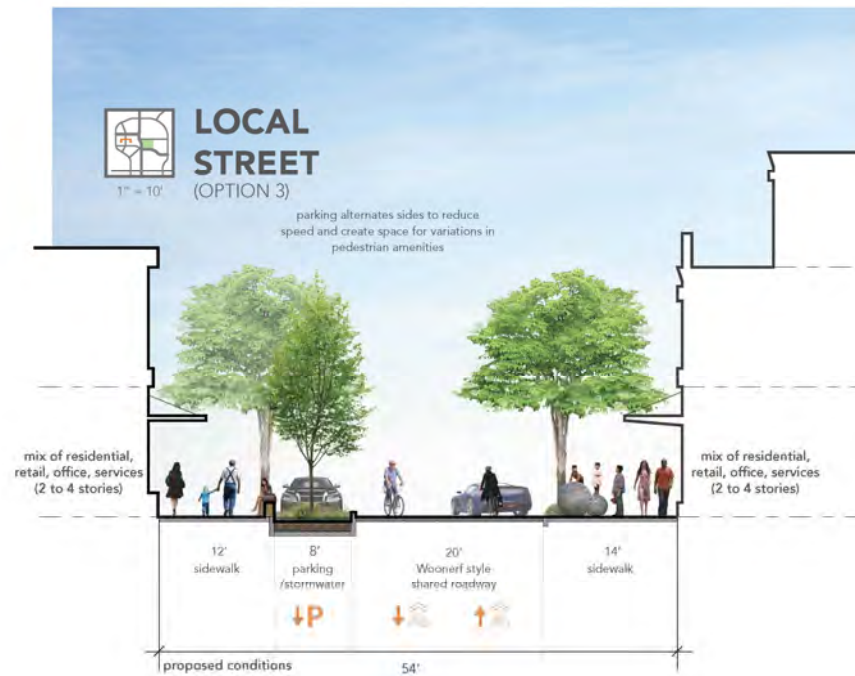 LOCAL
STREET
(OPTION 3)
1" = 10'
parking alternates sides to reduce
speed and create space for variations in
pedestrian amenities
mix of residential,
retail, office, services
(2 to 4 stories)
mix of residential,
retail, office, services
(2 to 4 stories)
12'
sidewalk
8'
parking
/stormwater
20'
Woonerf style
shared roadway
14'
sidewalk
P
proposed conditions
54'